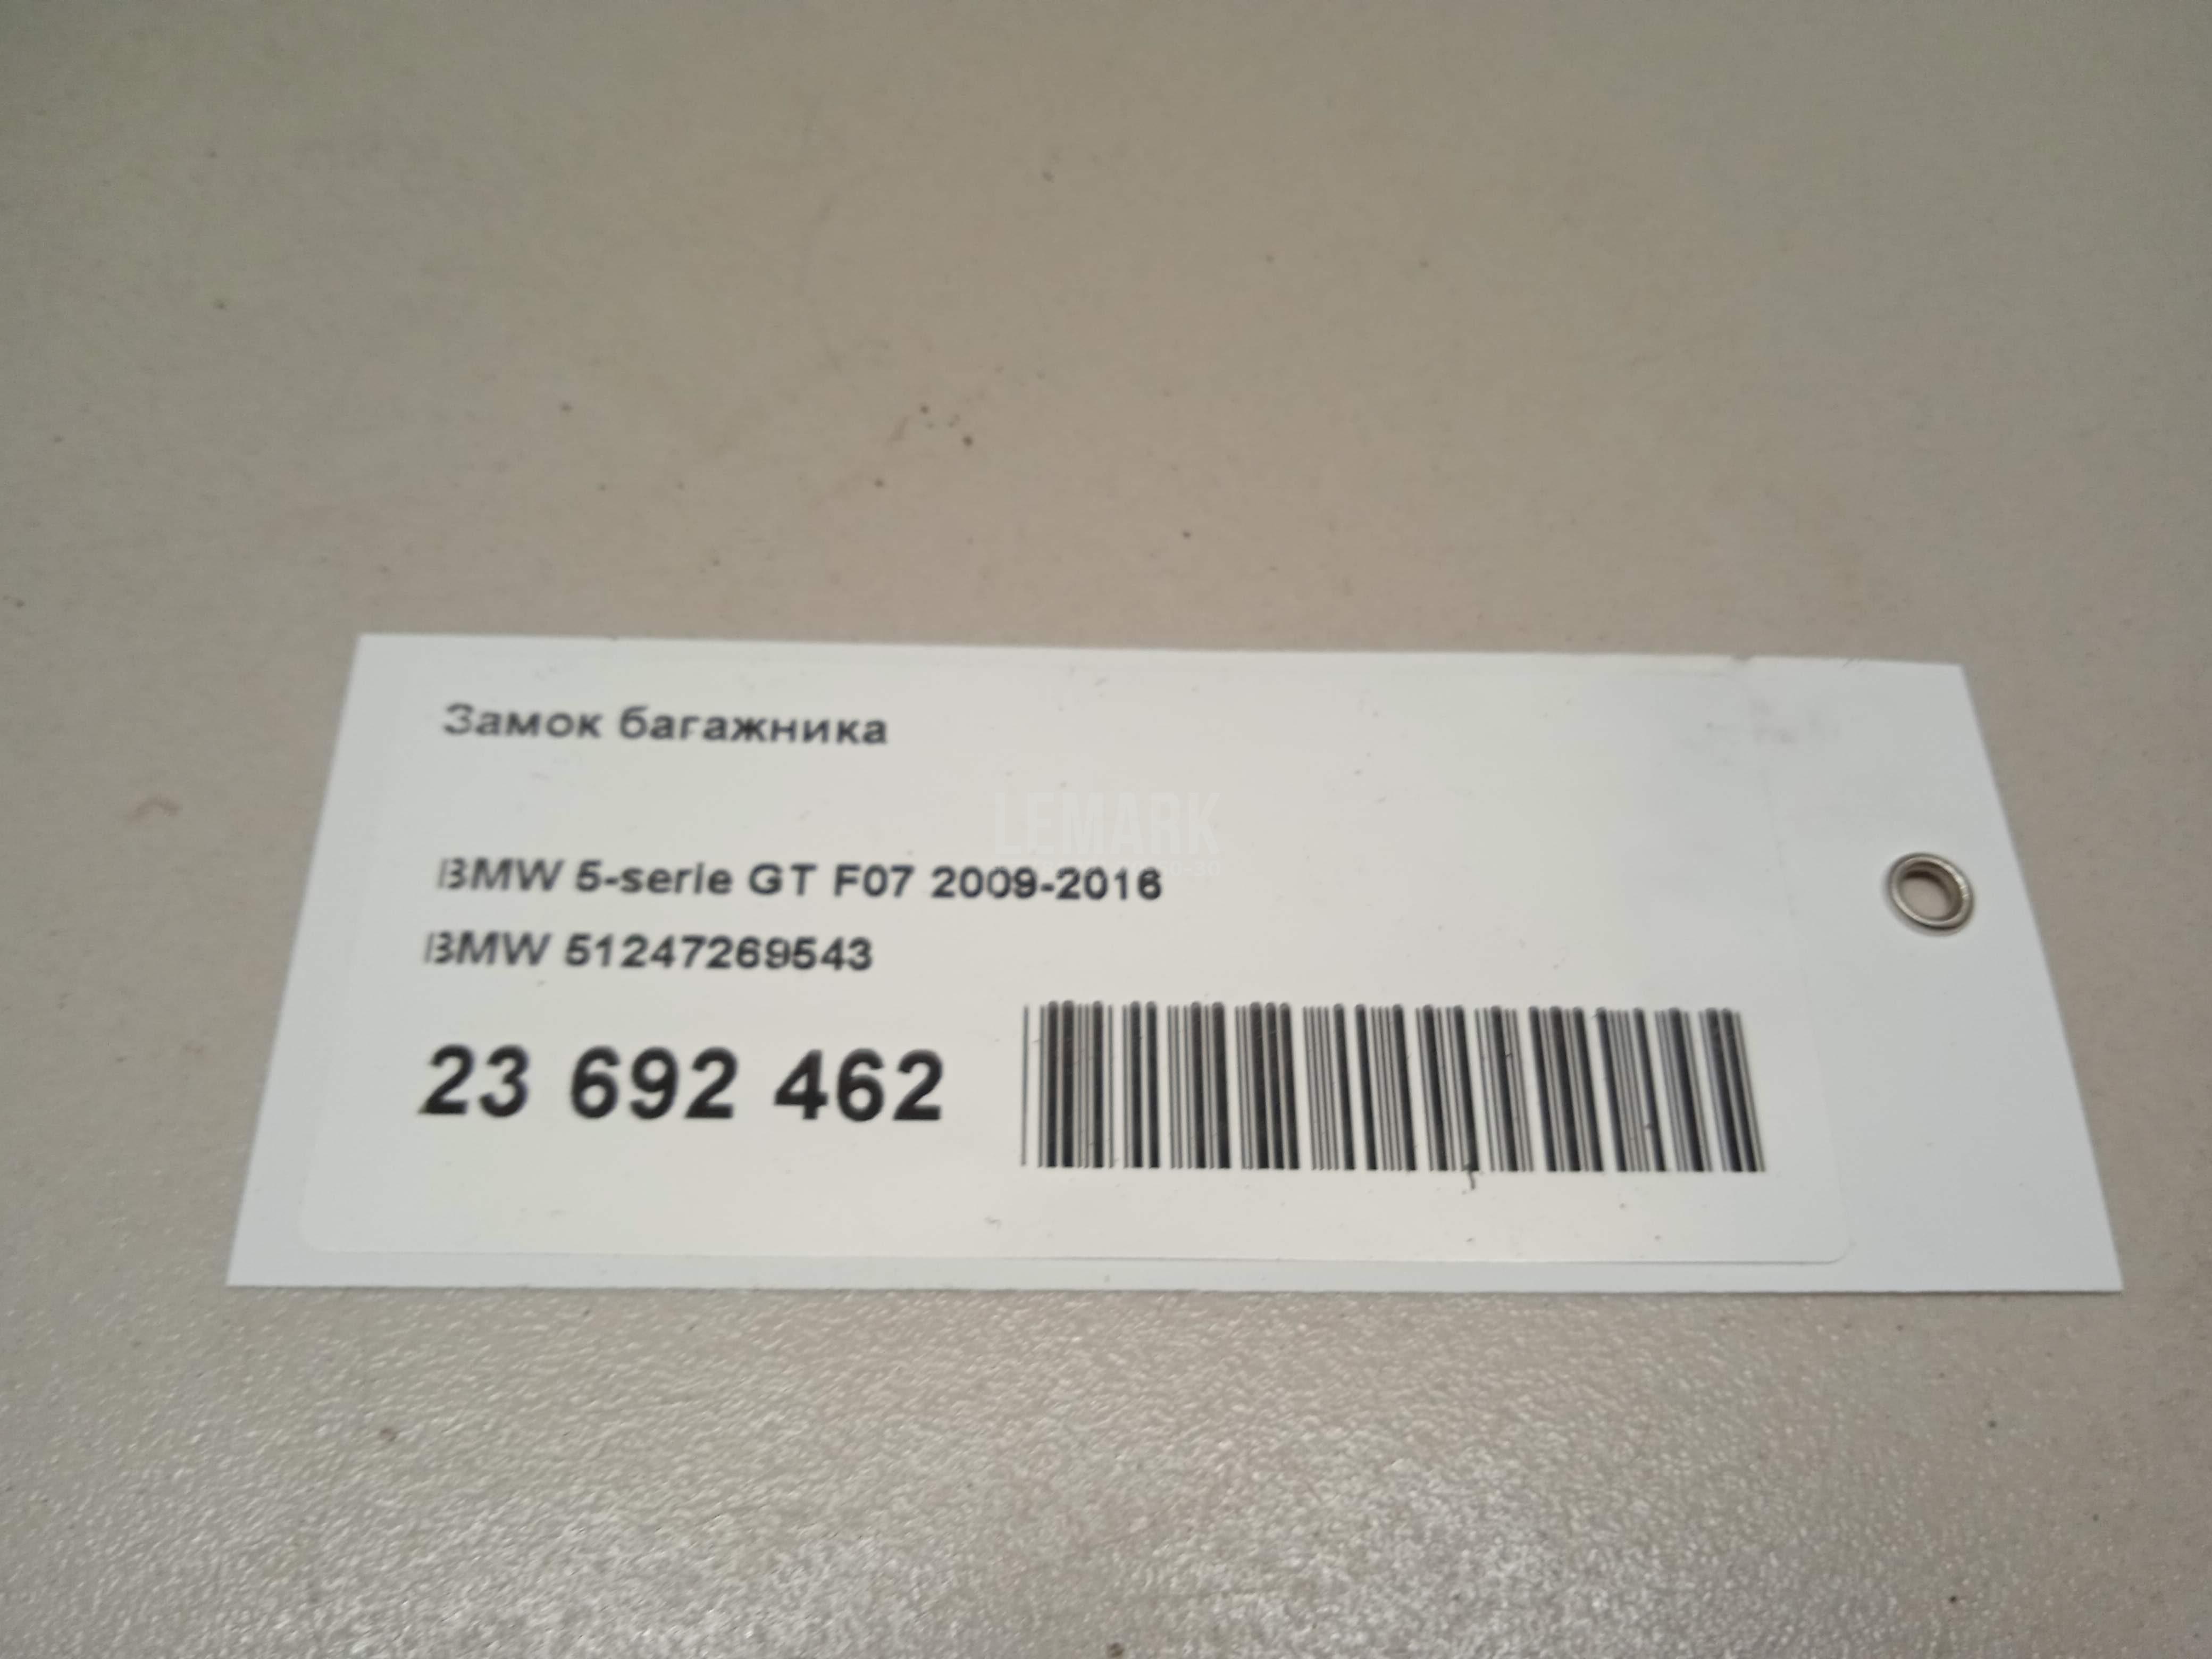 Замок багажника
LEMARK
BMW 5-serie GT F07 2009-2016
BMW 51247269543
23 692 462